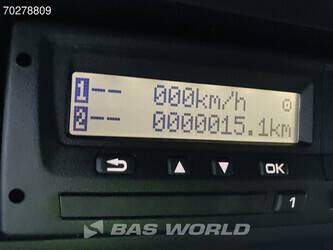 70278809
1-- 000km/h
2-- 0000015.1km
OK
1
BAS WORLD